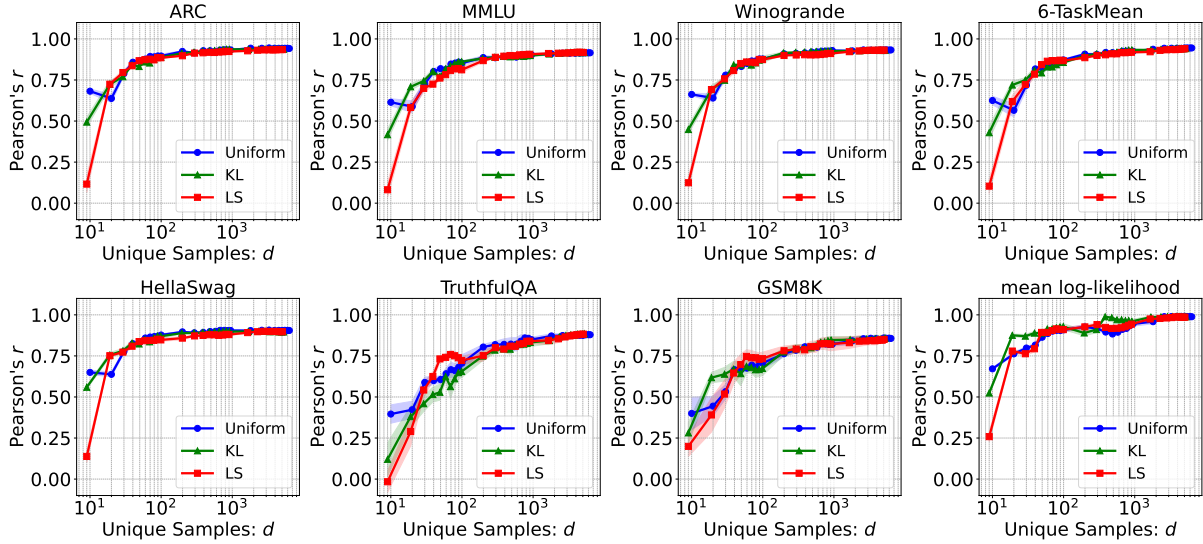 ARC
1.00
0.75
0.50
0.25
0.00
Pearson's r
Uniform
KL
LS
10^1 10^2 10^3
Unique Samples: d
MMLU
1.00
0.75
0.50
0.25
0.00
Pearson's r
Uniform
KL
LS
10^1 10^2 10^3
Unique Samples: d
Winogrande
1.00
0.75
0.50
0.25
0.00
Pearson's r
Uniform
KL
LS
10^1 10^2 10^3
Unique Samples: d
6-TaskMean
1.00
0.75
0.50
0.25
0.00
Pearson's r
Uniform
KL
LS
10^1 10^2 10^3
Unique Samples: d
HellaSwag
1.00
0.75
0.50
0.25
0.00
Pearson's r
Uniform
KL
LS
10^1 10^2 10^3
Unique Samples: d
TruthfulQA
1.00
0.75
0.50
0.25
0.00
Pearson's r
Uniform
KL
LS
10^1 10^2 10^3
Unique Samples: d
GSM8K
1.00
0.75
0.50
0.25
0.00
Pearson's r
Uniform
KL
LS
10^1 10^2 10^3
Unique Samples: d
mean log-likelihood
1.00
0.75
0.50
0.25
0.00
Pearson's r
Uniform
KL
LS
10^1 10^2 10^3
Unique Samples: d